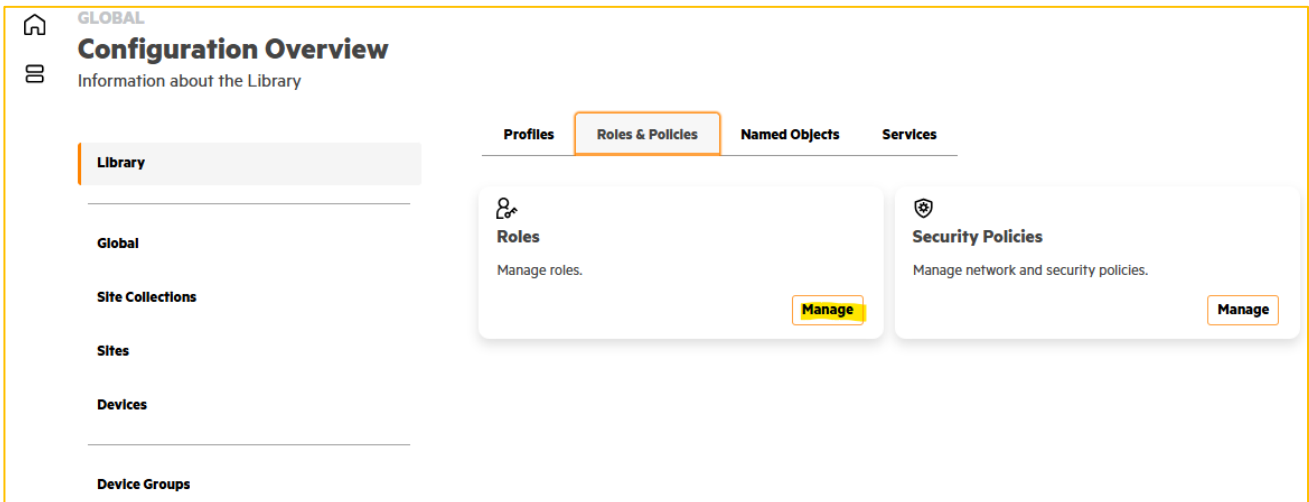 GLOBAL
Configuration Overview
Information about the Library
Library
Global
Site Collections
Sites
Devices
Device Groups
Profiles
Roles & Policies
Named Objects
Services
Roles
Manage roles.
Manage
Security Policies
Manage network and security policies.
Manage